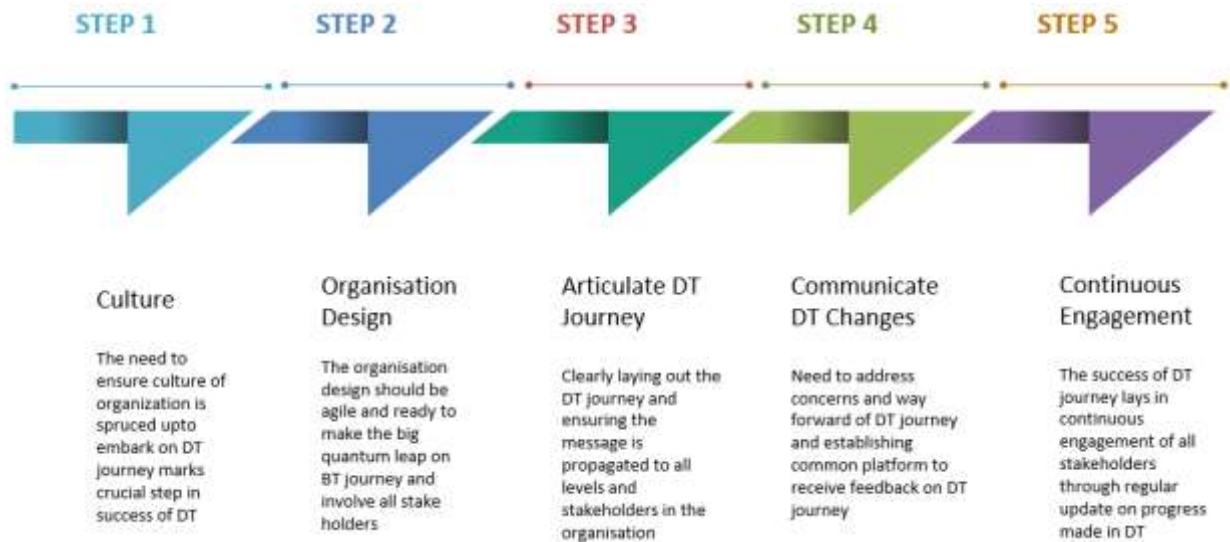 STEP 1
STEP 2
STEP 3
STEP 4
STEP 5
Culture
The need to
ensure culture of
organization is
spruced upto
embark on DT
journey marks
crucial step in
success of DT
Organisation
Design
The organisation
design should be
agile and ready to
make the big
quantum leap on
BT journey and
involve all stake
holders
Articulate DT
Journey
Clearly laying out the
DT journey and
ensuring the
message is
propagated to all
levels and
stakeholders in the
organisation
Communicate
DT Changes
Need to address
concerns and way
forward of DT journey
and establishing
common platform to
receive feedback on DT
journey
Continuous
Engagement
The success of DT
journey lays in
continuous
engagement of all
stakeholders
through regular
update on progress
made in DT